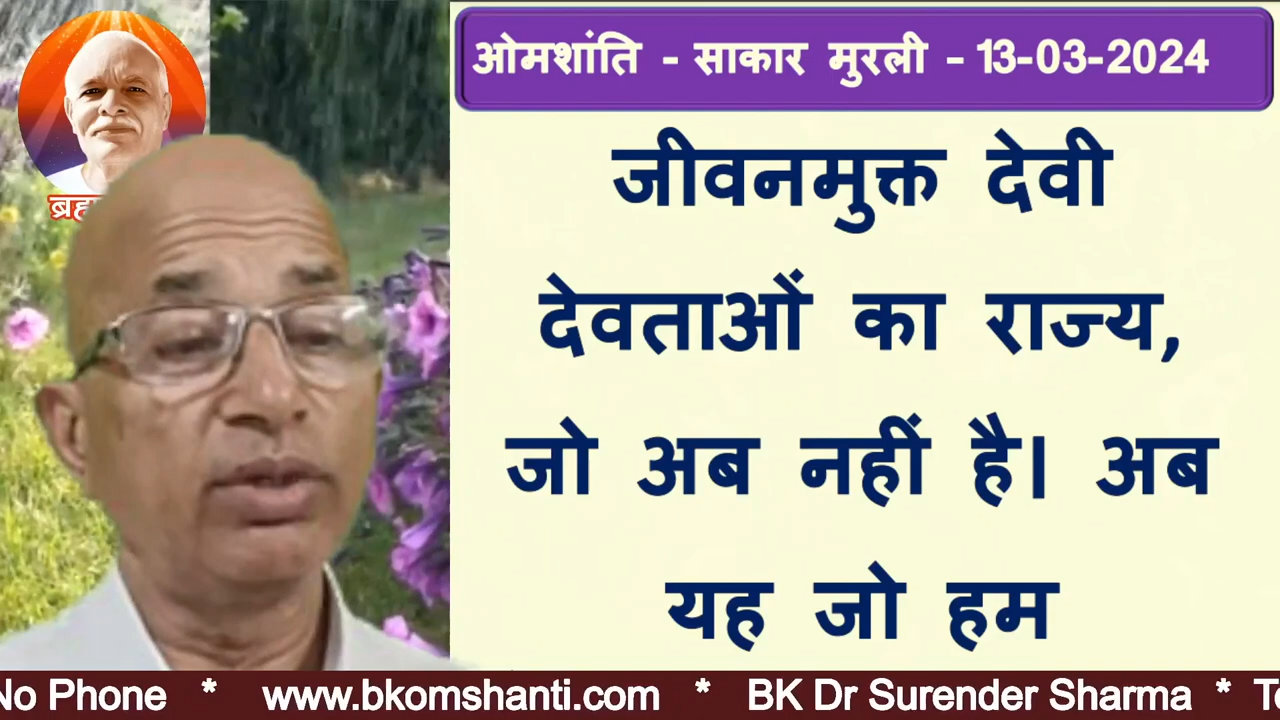 ओमशांति - साकार मुरली - 13-03-2024
जीवनमुक्त देवी
देवताओं का राज्य,
जो अब नहीं है। अब
यह जो हम
No Phone * www.bkomshanti.com * BK Dr Surender Sharma *